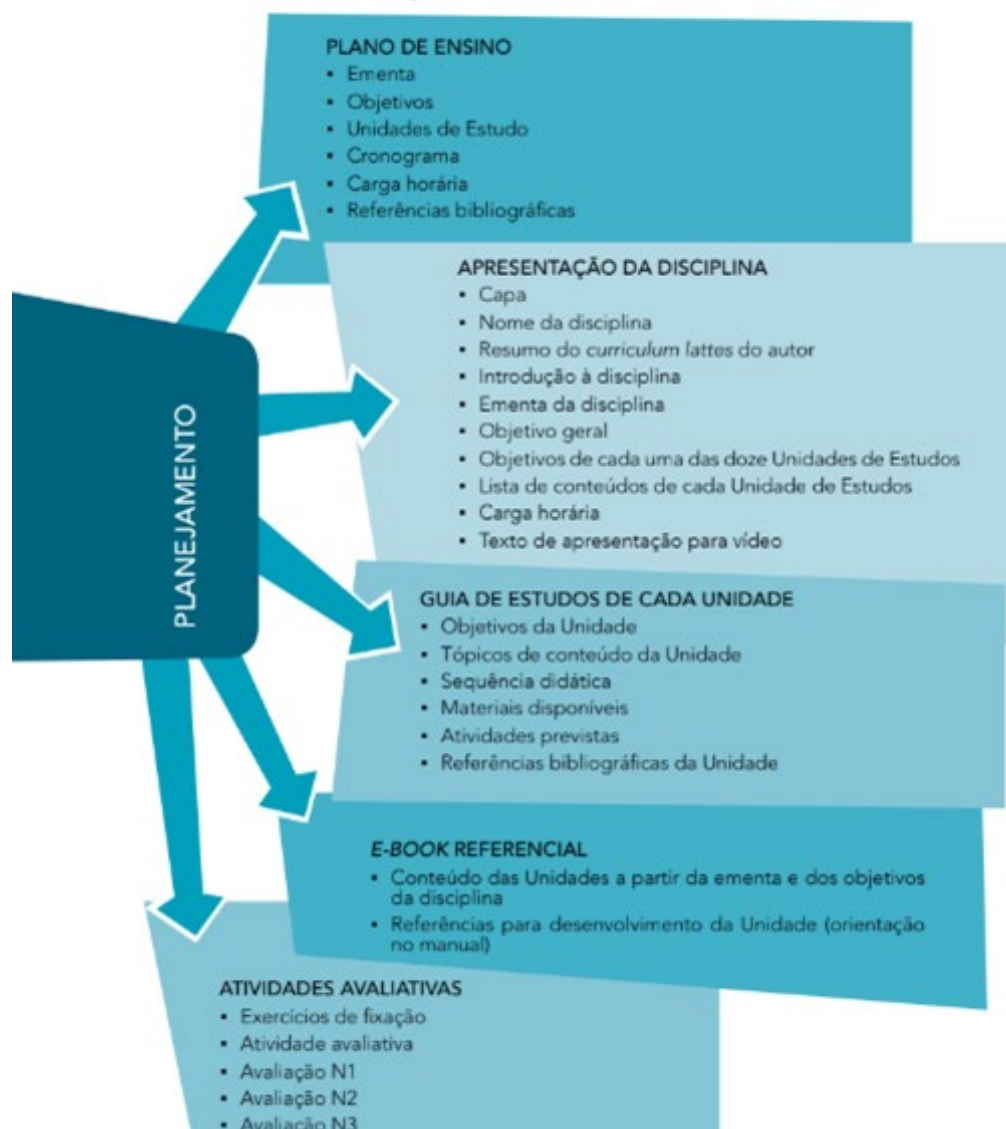 PLANO DE ENSINO
▪ Ementa
▪ Objetivos
▪ Unidades de Estudo
▪ Cronograma
▪ Carga horária
▪ Referências bibliográficas
APRESENTAÇÃO DA DISCIPLINA
▪ Capa
▪ Nome da disciplina
▪ Resumo do curriculum lattes do autor
▪ Introdução à disciplina
▪ Ementa da disciplina
▪ Objetivo geral
▪ Objetivos de cada uma das doze Unidades de Estudos
▪ Lista de conteúdos de cada Unidade de Estudos
▪ Carga horária
▪ Texto de apresentação para vídeo
PLANEJAMENTO
GUIA DE ESTUDOS DE CADA UNIDADE
▪ Objetivos da Unidade
▪ Tópicos de conteúdo da Unidade
▪ Sequência didática
▪ Materiais disponíveis
▪ Atividades previstas
▪ Referências bibliográficas da Unidade
E-BOOK REFERENCIAL
▪ Conteúdo das Unidades a partir da ementa e dos objetivos
da disciplina
▪ Referências para desenvolvimento da Unidade (orientação
no manual)
ATIVIDADES AVALIATIVAS
▪ Exercícios de fixação
▪ Atividade avaliativa
▪ Avaliação N1
▪ Avaliação N2
▪ Avaliação N3